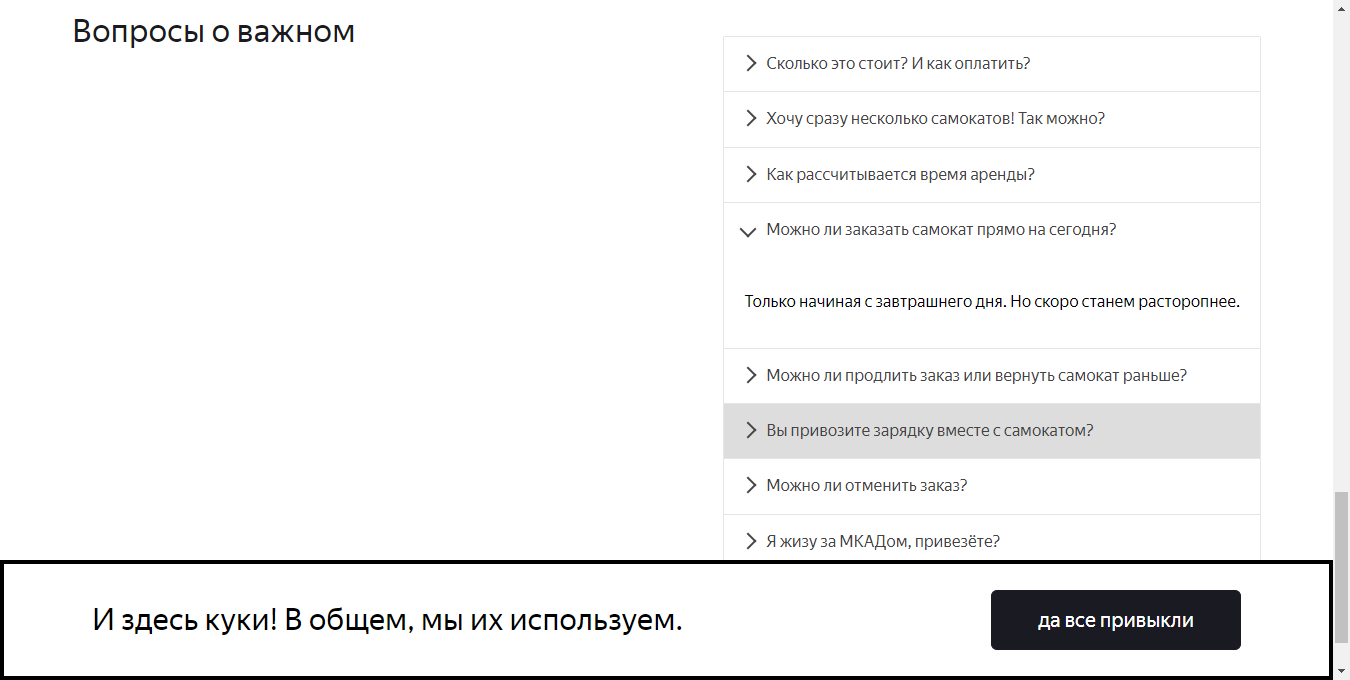 Вопросы о важном
Сколько это стоит? И как оплатить?
Хочу сразу несколько самокатов! Так можно?
Как рассчитывается время аренды?
Можно ли заказать самокат прямо на сегодня?
Только начиная с завтрашнего дня. Но скоро станем расторопнее.
Можно ли продлить заказ или вернуть самокат раньше?
Вы привозите зарядку вместе с самокатом?
Можно ли отменить заказ?
Я жизу за МКАДом, привезёте?
И здесь куки! В общем, мы их используем.
да все привыкли